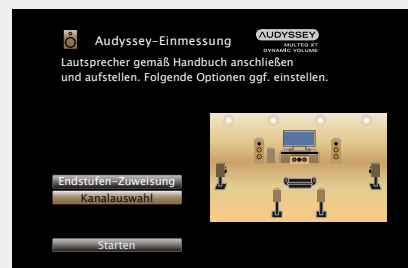 Audyssey-Einmessung
AUDYSSEY
MULTEQ XT
DYNAMIC VOLUME
Lautsprecher gemäß Handbuch anschließen
und aufstellen. Folgende Optionen ggf. einstellen.
Endstufen-Zuweisung
Kanalauswahl
Starten